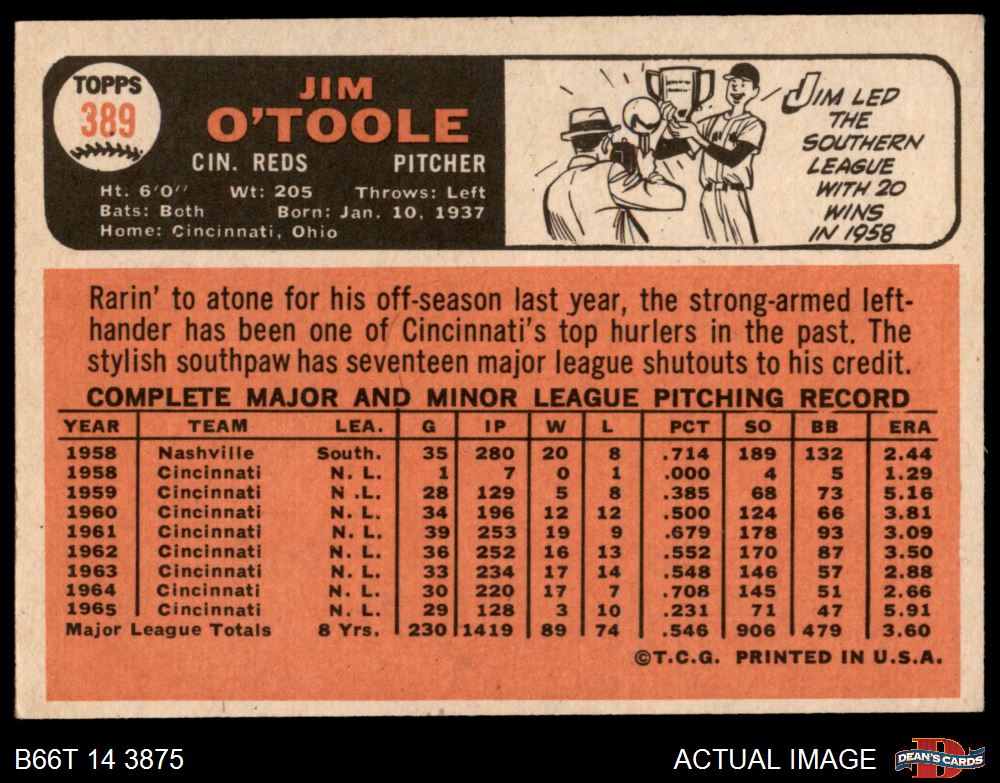 TOPPS
389
JIM
O'TOOLE
CIN. REDS PITCHER
Ht. 6'0" Wt: 205 Throws: Left
Bats: Both Born: Jan. 10, 1937
Home: Cincinnati, Ohio
JIM LED
THE
SOUTHERN
LEAGUE
WITH 20
WINS
IN 1958
Rarin' to atone for his off-season last year, the strong-armed left-
hander has been one of Cincinnati's top hurlers in the past. The
stylish southpaw has seventeen major league shutouts to his credit.
COMPLETE MAJOR AND MINOR LEAGUE PITCHING RECORD
YEAR TEAM LEA. G IP W L PCT SO BB ERA
1958 Nashville South. 35 280 20 8 .714 189 132 2.44
1958 Cincinnati N. L. 1 7 0 1 .000 4 5 1.29
1959 Cincinnati N .L. 28 129 5 8 .385 68 73 5.16
1960 Cincinnati N. L. 34 196 12 12 .500 124 66 3.81
1961 Cincinnati N. L. 39 253 19 9 .679 178 93 3.09
1962 Cincinnati N. L. 36 252 16 13 .552 170 87 3.50
1963 Cincinnati N. L. 33 234 17 14 .548 146 57 2.88
1964 Cincinnati N. L. 30 220 17 7 .708 145 51 2.66
1965 Cincinnati N. L. 29 128 3 10 .231 71 47 5.91
Major League Totals 8 Yrs. 230 1419 89 74 .546 906 479 3.60
©T.C.G. PRINTED IN U.S.A.
B66T 14 3875 ACTUAL IMAGE
D
DEAN'S CARDS